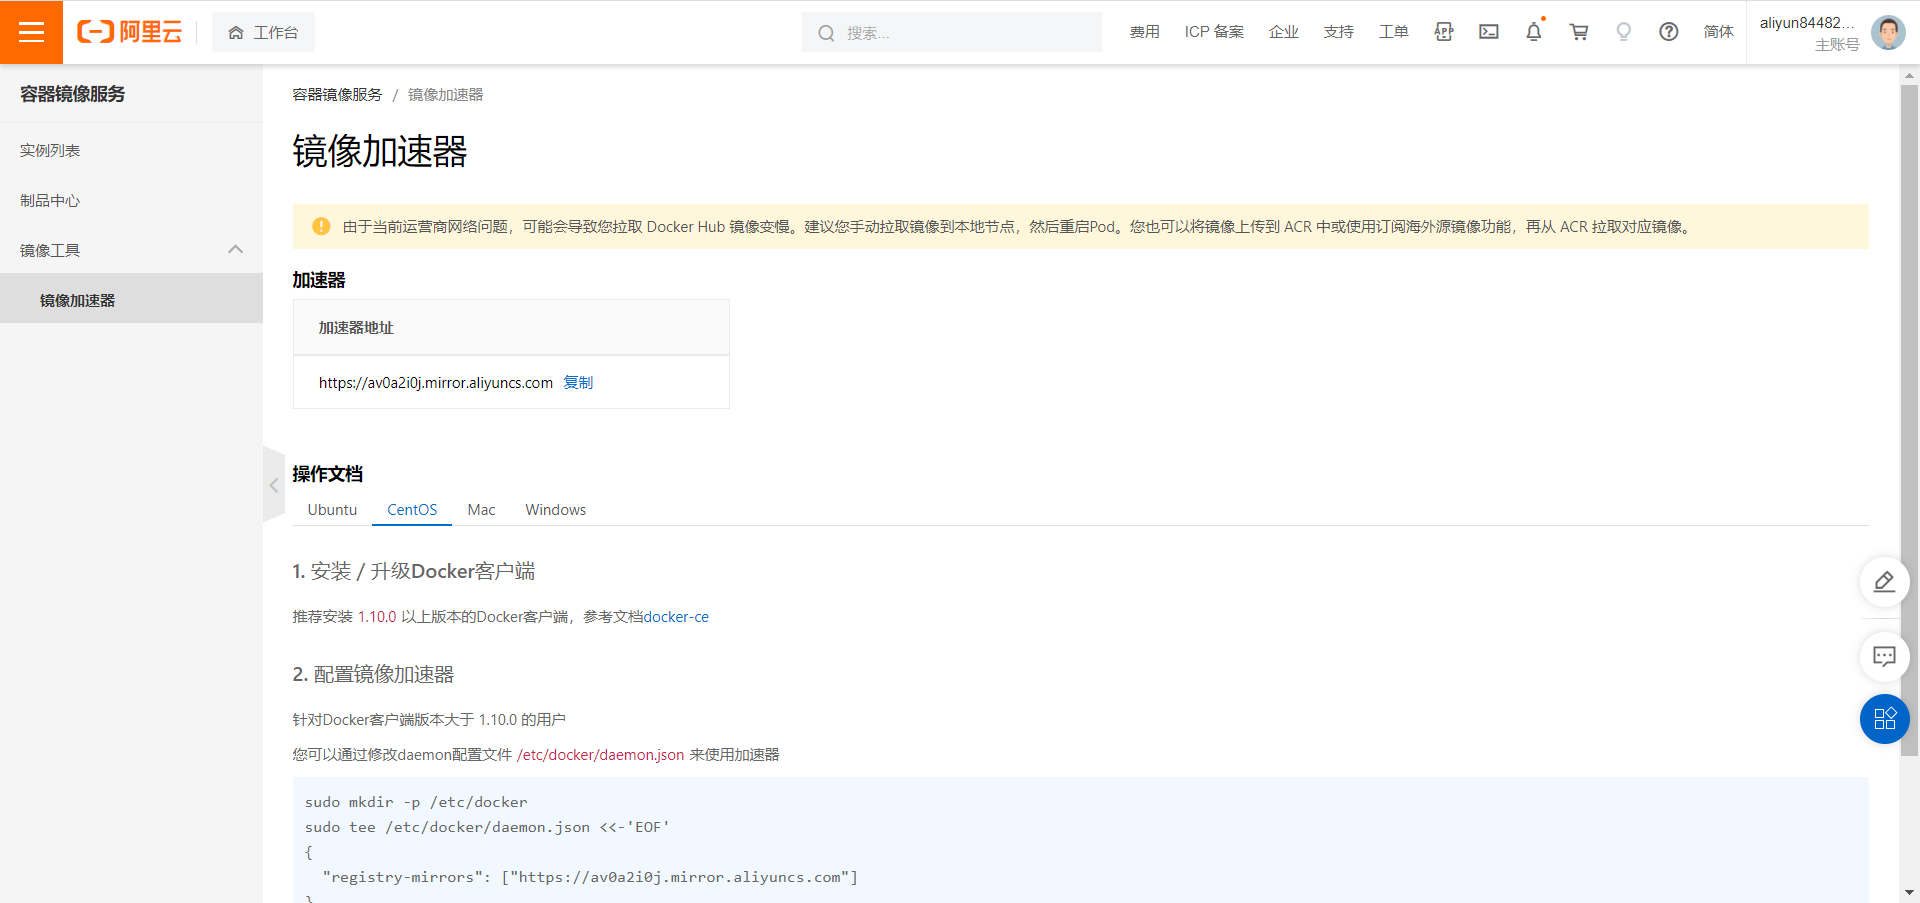 阿里云
工作台
搜索...
费用
ICP 备案
企业
支持
工单
APP
简体
aliyun84482...
主账号
容器镜像服务
实例列表
制品中心
镜像工具
镜像加速器
容器镜像服务 / 镜像加速器
镜像加速器
由于当前运营商网络问题，可能会导致您拉取 Docker Hub 镜像变慢。建议您手动拉取镜像到本地节点，然后重启Pod。您也可以将镜像上传到 ACR 中或使用订阅海外源镜像功能，再从 ACR 拉取对应镜像。
加速器
加速器地址
https://av0a2i0j.mirror.aliyuncs.com 复制
操作文档
Ubuntu CentOS Mac Windows
1. 安装 / 升级Docker客户端
推荐安装 1.10.0 以上版本的Docker客户端，参考文档docker-ce
2. 配置镜像加速器
针对Docker客户端版本大于 1.10.0 的用户
您可以通过修改daemon配置文件 /etc/docker/daemon.json 来使用加速器
sudo mkdir -p /etc/docker
sudo tee /etc/docker/daemon.json <<-'EOF'
{
"registry-mirrors": ["https://av0a2i0j.mirror.aliyuncs.com"]
}